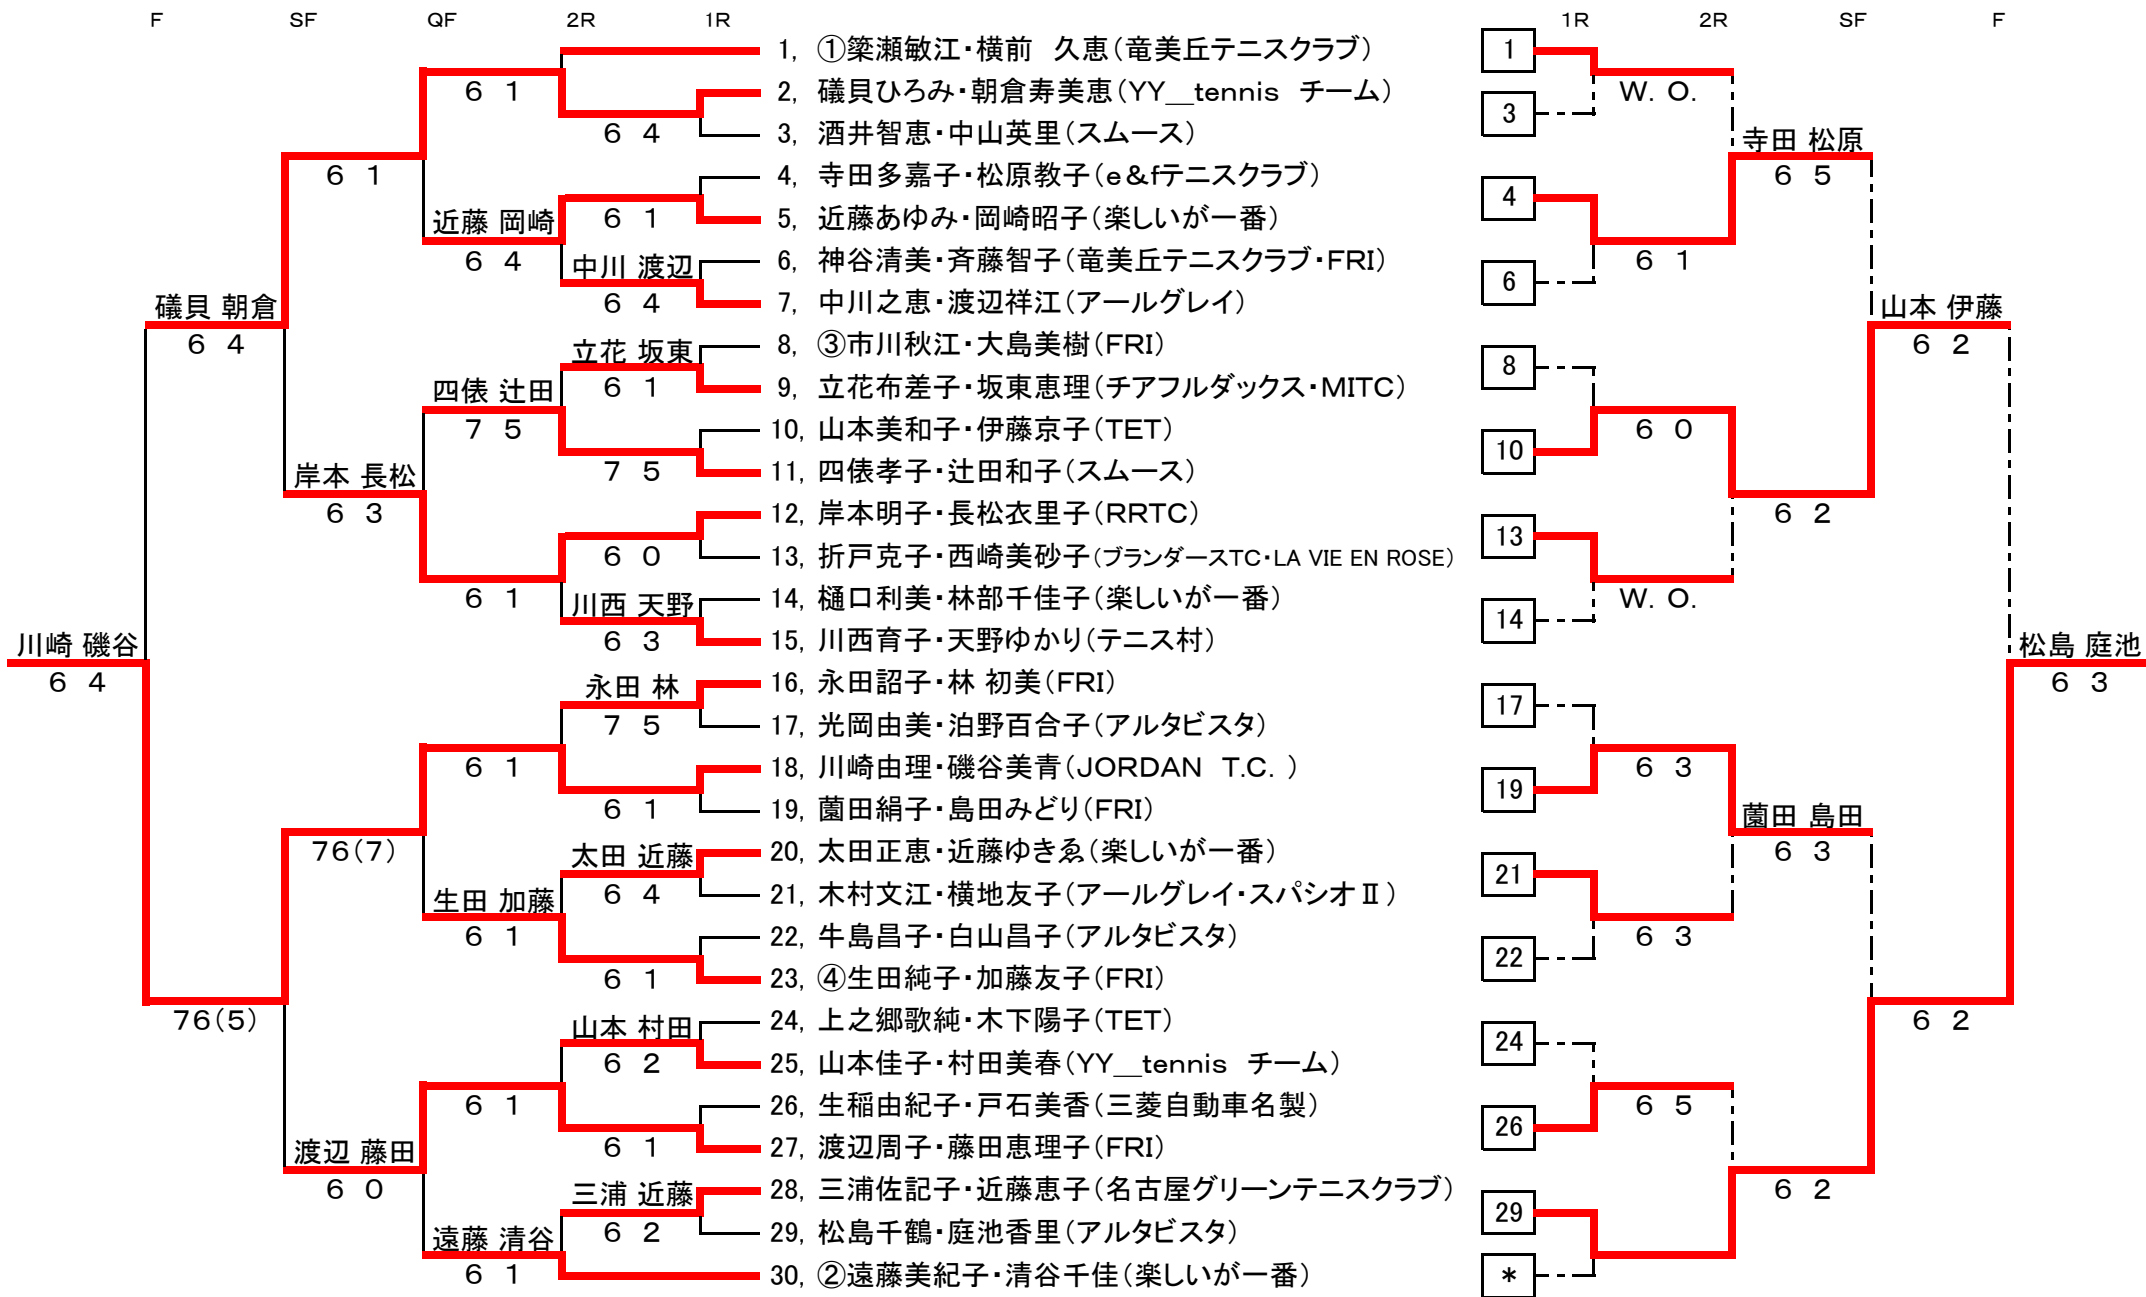 F SF QF 2R 1R 1R 2R SF F
1, ①簗瀬敏江・横前 久恵(竜美丘テニスクラブ) 1
6 1 2, 礒貝ひろみ・朝倉寿美恵(YY__tennis チーム) W. O.
3
6 4 3, 酒井智恵・中山英里(スムース) 寺田 松原
6 1 4, 寺田多嘉子・松原教子(e&fテニスクラブ) 6 5
4
近藤 岡崎 6 1 5, 近藤あゆみ・岡崎昭子(楽しいが一番)
6 4 中川 渡辺 6, 神谷清美・斉藤智子(竜美丘テニスクラブ・FRI) 6 1
6
礒貝 朝倉 6 4 7, 中川之恵・渡辺祥江(アールグレイ) 山本 伊藤
6 4 立花 坂東 8, ③市川秋江・大島美樹(FRI) 6 2
8
四俵 辻田 6 1 9, 立花布差子・坂東恵理(チアフルダックス・MITC)
7 5 10, 山本美和子・伊藤京子(TET) 6 0
10
岸本 長松 7 5 11, 四俵孝子・辻田和子(スムース)
6 3 12, 岸本明子・長松衣里子(RRTC) 6 2
13
6 0 13, 折戸克子・西崎美砂子(ブランダースTC・LA VIE EN ROSE)
6 1 川西 天野 14, 樋口利美・林部千佳子(楽しいが一番) W. O.
14
川崎 磯谷 6 3 15, 川西育子・天野ゆかり(テニス村) 松島 庭池
6 4 永田 林 16, 永田詔子・林 初美(FRI) 6 3
17
7 5 17, 光岡由美・泊野百合子(アルタビスタ)
6 1 18, 川崎由理・磯谷美青(JORDAN T.C. ) 6 3
19
6 1 19, 薗田絹子・島田みどり(FRI) 薗田 島田
76(7) 太田 近藤 20, 太田正恵・近藤ゆきゑ(楽しいが一番) 6 3
21
生田 加藤 6 4 21, 木村文江・横地友子(アールグレイ・スパシオⅡ)
6 1 22, 牛島昌子・白山昌子(アルタビスタ) 6 3
22
6 1 23, ④生田純子・加藤友子(FRI)
76(5) 山本 村田 24, 上之郷歌純・木下陽子(TET) 6 2
24
6 2 25, 山本佳子・村田美春(YY__tennis チーム)
6 1 26, 生稲由紀子・戸石美香(三菱自動車名製) 6 5
26
渡辺 藤田 6 1 27, 渡辺周子・藤田恵理子(FRI)
6 0 三浦 近藤 28, 三浦佐記子・近藤恵子(名古屋グリーンテニスクラブ) 6 2
29
遠藤 清谷 6 2 29, 松島千鶴・庭池香里(アルタビスタ)
6 1 30, ②遠藤美紀子・清谷千佳(楽しいが一番) *